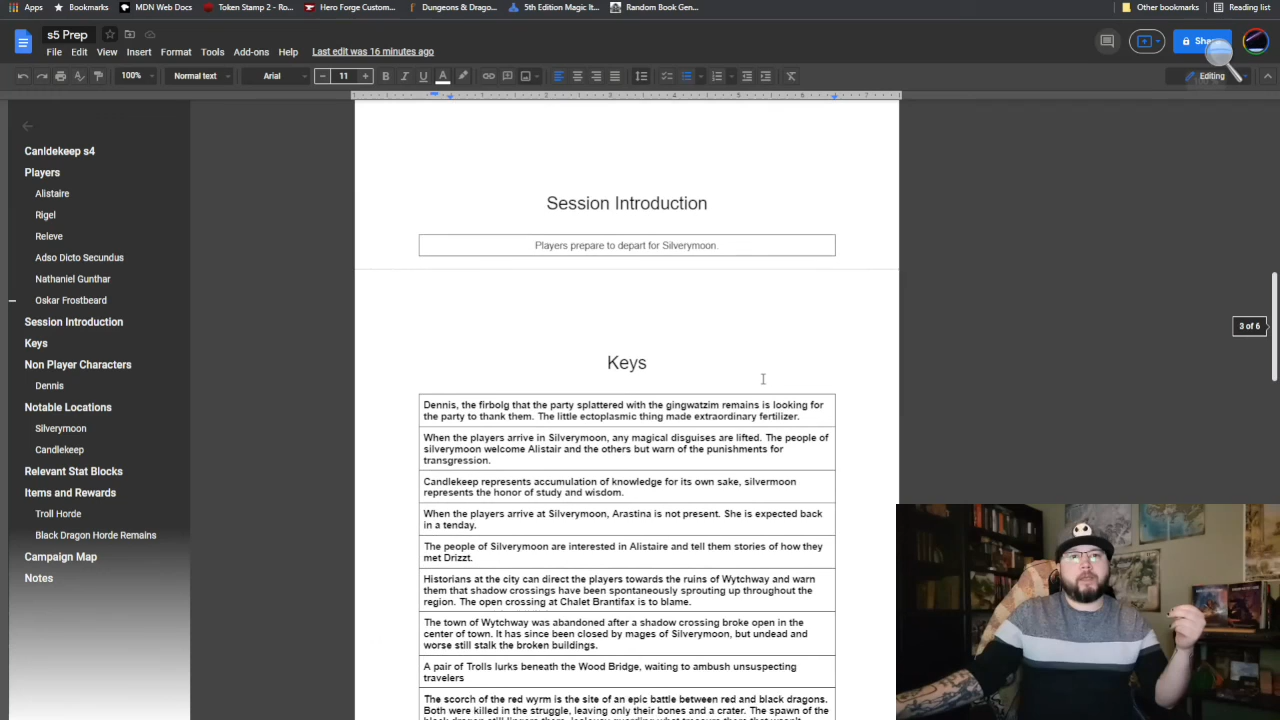 Apps Bookmarks MDN Web Docs Token Stamp 2 - Ro... Hero Forge Custom... Dungeons & Drago... 5th Edition Magic It... Random Book Gen... Other bookmarks Reading list
s5 Prep
File Edit View Insert Format Tools Add-ons Help Last edit was 16 minutes ago
100% Normal text Arial 11 Editing
Canldekeep s4
Players
Alistaire
Rigel
Releve
Adso Dicto Secundus
Nathaniel Gunthar
Oskar Frostbeard
Session Introduction
Keys
Non Player Characters
Dennis
Notable Locations
Silverymoon
Candlekeep
Relevant Stat Blocks
Items and Rewards
Troll Horde
Black Dragon Horde Remains
Campaign Map
Notes
Session Introduction
Players prepare to depart for Silverymoon.
Keys
Dennis, the firbolg that the party splattered with the gingwatzim remains is looking for
the party to thank them. The little ectoplasmic thing made extraordinary fertilizer.
When the players arrive in Silverymoon, any magical disguises are lifted. The people of
silverymoon welcome Alistair and the others but warn of the punishments for
transgression.
Candlekeep represents accumulation of knowledge for its own sake, silvermoon
represents the honor of study and wisdom.
When the players arrive at Silverymoon, Arastina is not present. She is expected back
in a tenday.
The people of Silverymoon are interested in Alistaire and tell them stories of how they
met Drizzt.
Historians at the city can direct the players towards the ruins of Wytchway and warn
them that shadow crossings have been spontaneously sprouting up throughout the
region. The open crossing at Chalet Brantifax is to blame.
The town of Wytchway was abandoned after a shadow crossing broke open in the
center of town. It has since been closed by mages of Silverymoon, but undead and
worse still stalk the broken buildings.
A pair of Trolls lurks beneath the Wood Bridge, waiting to ambush unsuspecting
travelers
The scorch of the red wyrm is the site of an epic battle between red and black dragons.
Both were killed in the struggle, leaving only their bones and a crater. The spawn of the
3 of 6